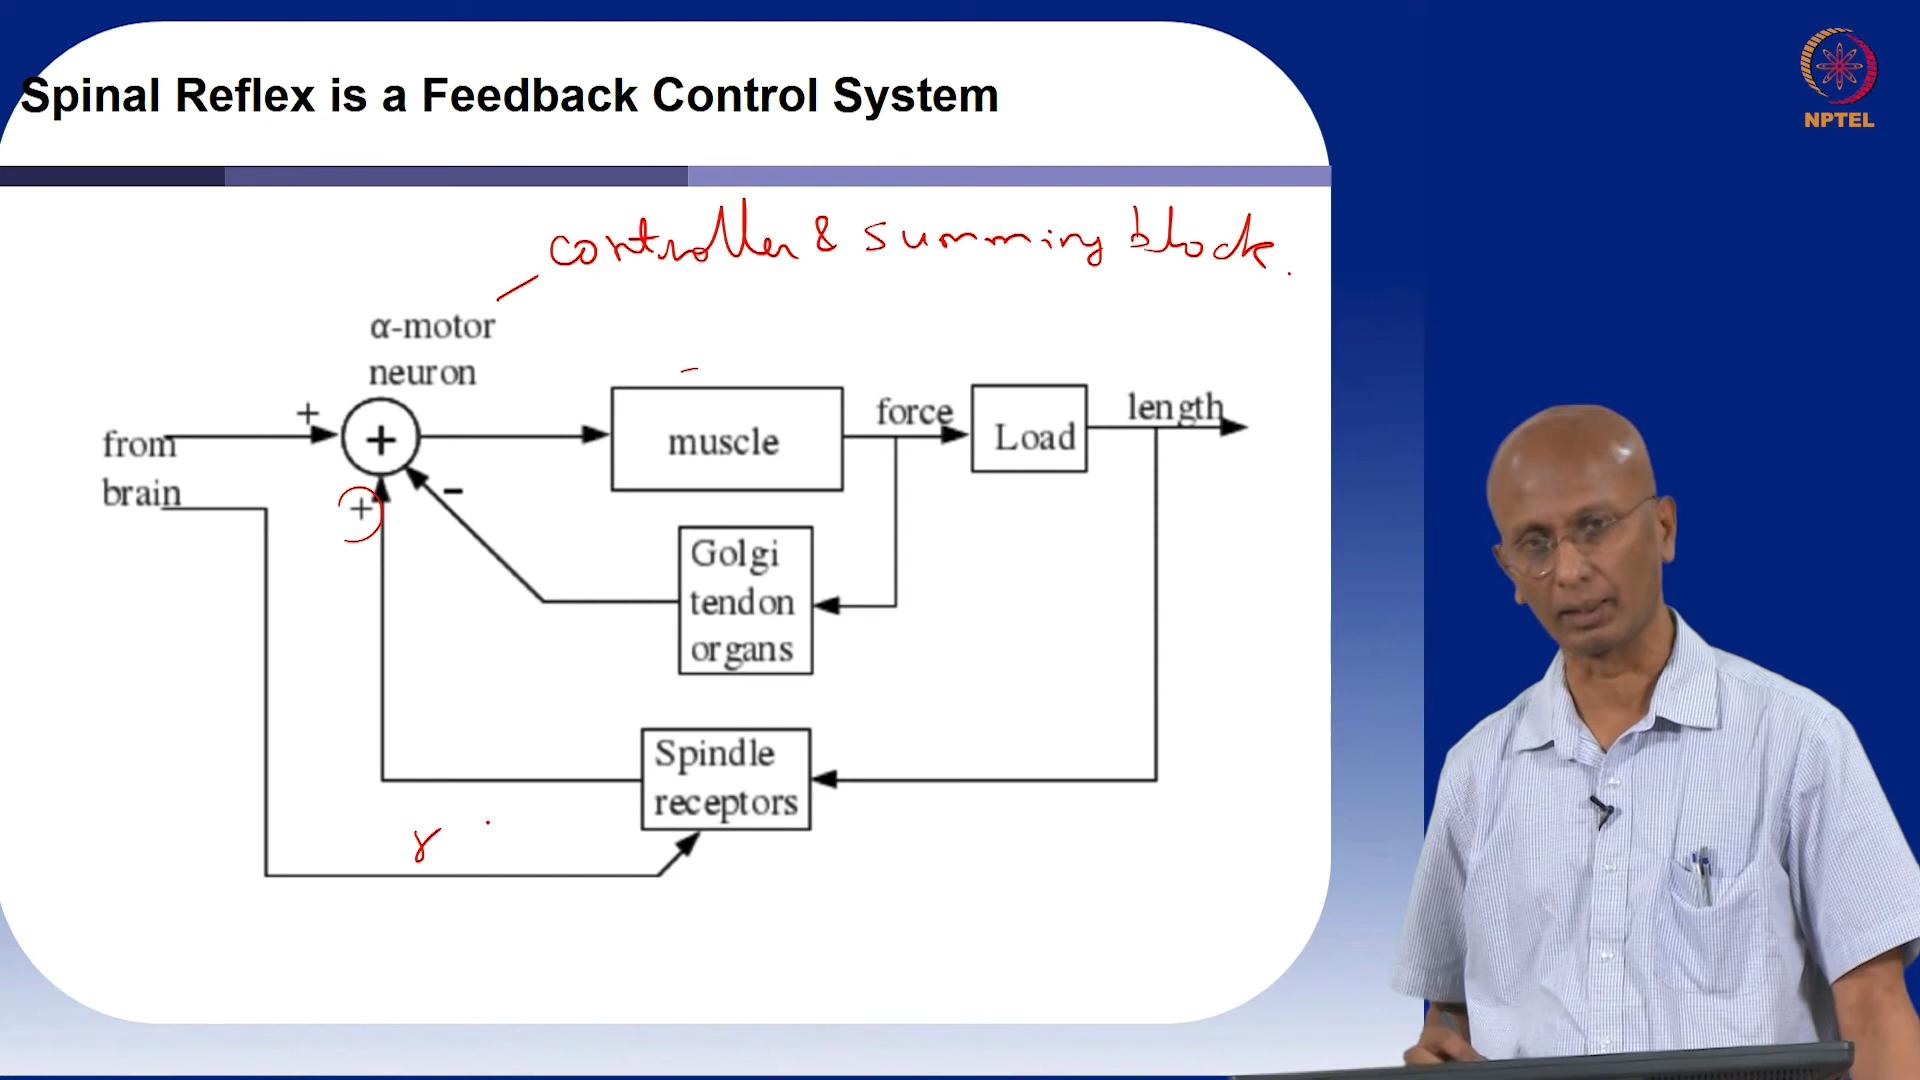 Spinal Reflex is a Feedback Control System
NPTEL
controller & summing block.
α-motor
neuron
+
+
from
brain
muscle
force
Load
length
-
+
Golgi
tendon
organs
Spindle
receptors
γ